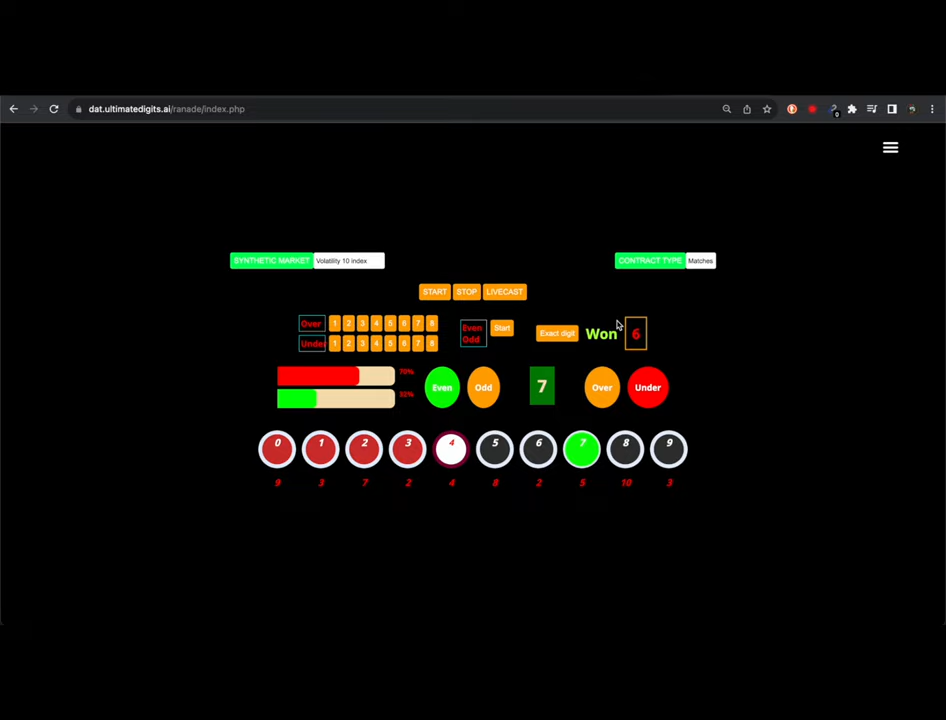 dat.ultimatedigits.ai/ranade/index.php
0
SYNTHETIC MARKET Volatility 10 index CONTRACT TYPE Matches
START STOP LIVECAST
Over 1 2 3 4 5 6 7 8 Even Odd Start Exact digit Won 6
Under 1 2 3 4 5 6 7 8
70%
Even Odd 7 Over Under
0 1 2 3 4 5 6 7 8 9
9 3 7 2 4 8 2 5 10 3